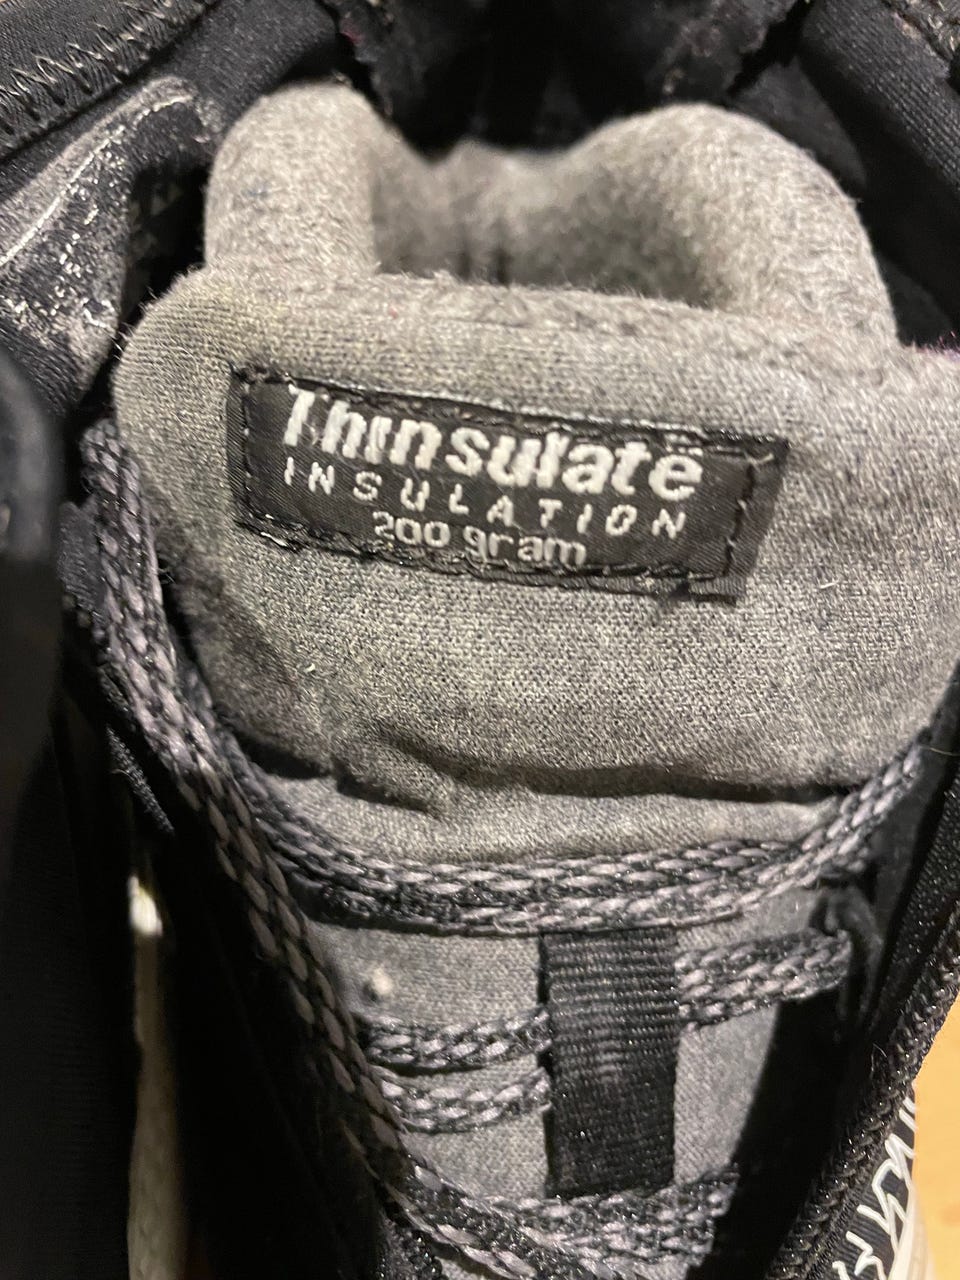 Thinsulate
INSULATION
200 gram